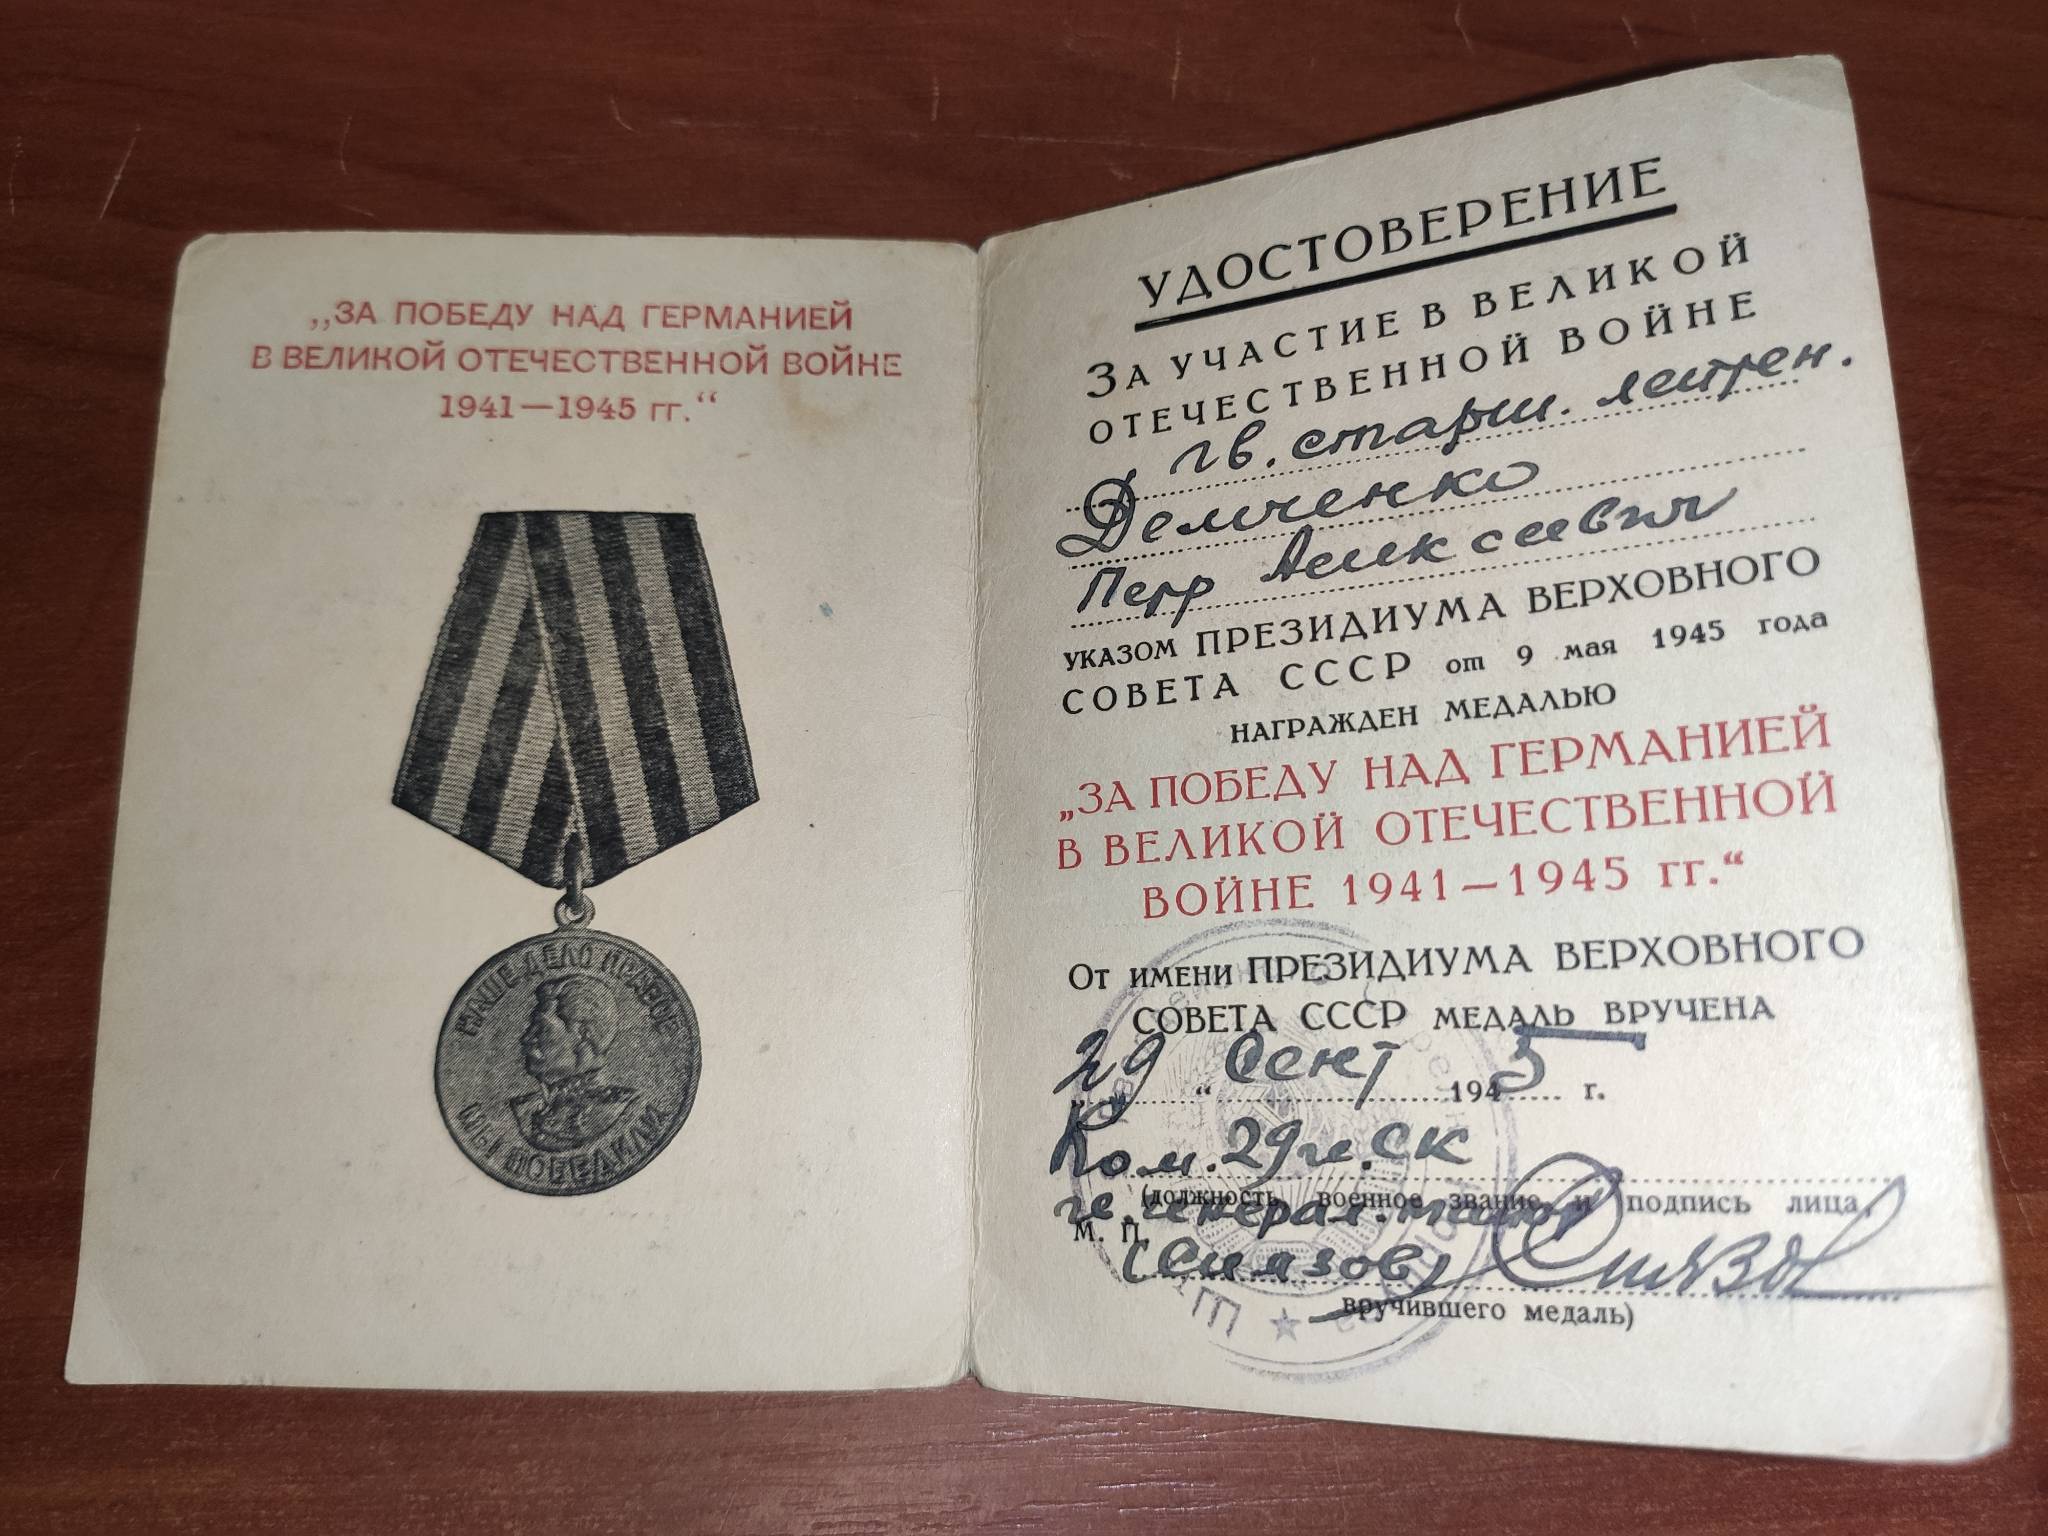 „ЗА ПОБЕДУ НАД ГЕРМАНИЕЙ
В ВЕЛИКОЙ ОТЕЧЕСТВЕННОЙ ВОЙНЕ
1941—1945 гг.“
НАШЕ ДЕЛО ПРАВОЕ
МЫ ПОБЕДИЛИ
УДОСТОВЕРЕНИЕ
ЗА УЧАСТИЕ В ВЕЛИКОЙ
ОТЕЧЕСТВЕННОЙ ВОЙНЕ
гв. старш. лейтен.
Демченко
Петр Алексеевич
УКАЗОМ ПРЕЗИДИУМА ВЕРХОВНОГО
СОВЕТА СССР от 9 мая 1945 года
НАГРАЖДЕН МЕДАЛЬЮ
„ЗА ПОБЕДУ НАД ГЕРМАНИЕЙ
В ВЕЛИКОЙ ОТЕЧЕСТВЕННОЙ
ВОЙНЕ 1941—1945 гг.“
ОТ ИМЕНИ ПРЕЗИДИУМА ВЕРХОВНОГО
СОВЕТА СССР МЕДАЛЬ ВРУЧЕНА
„29“ Сент 1945 г.
Ком. 29 гв. СК
(должность, военное звание и подпись лица,
гв. генерал-майор
М. П.
вручившего медаль)